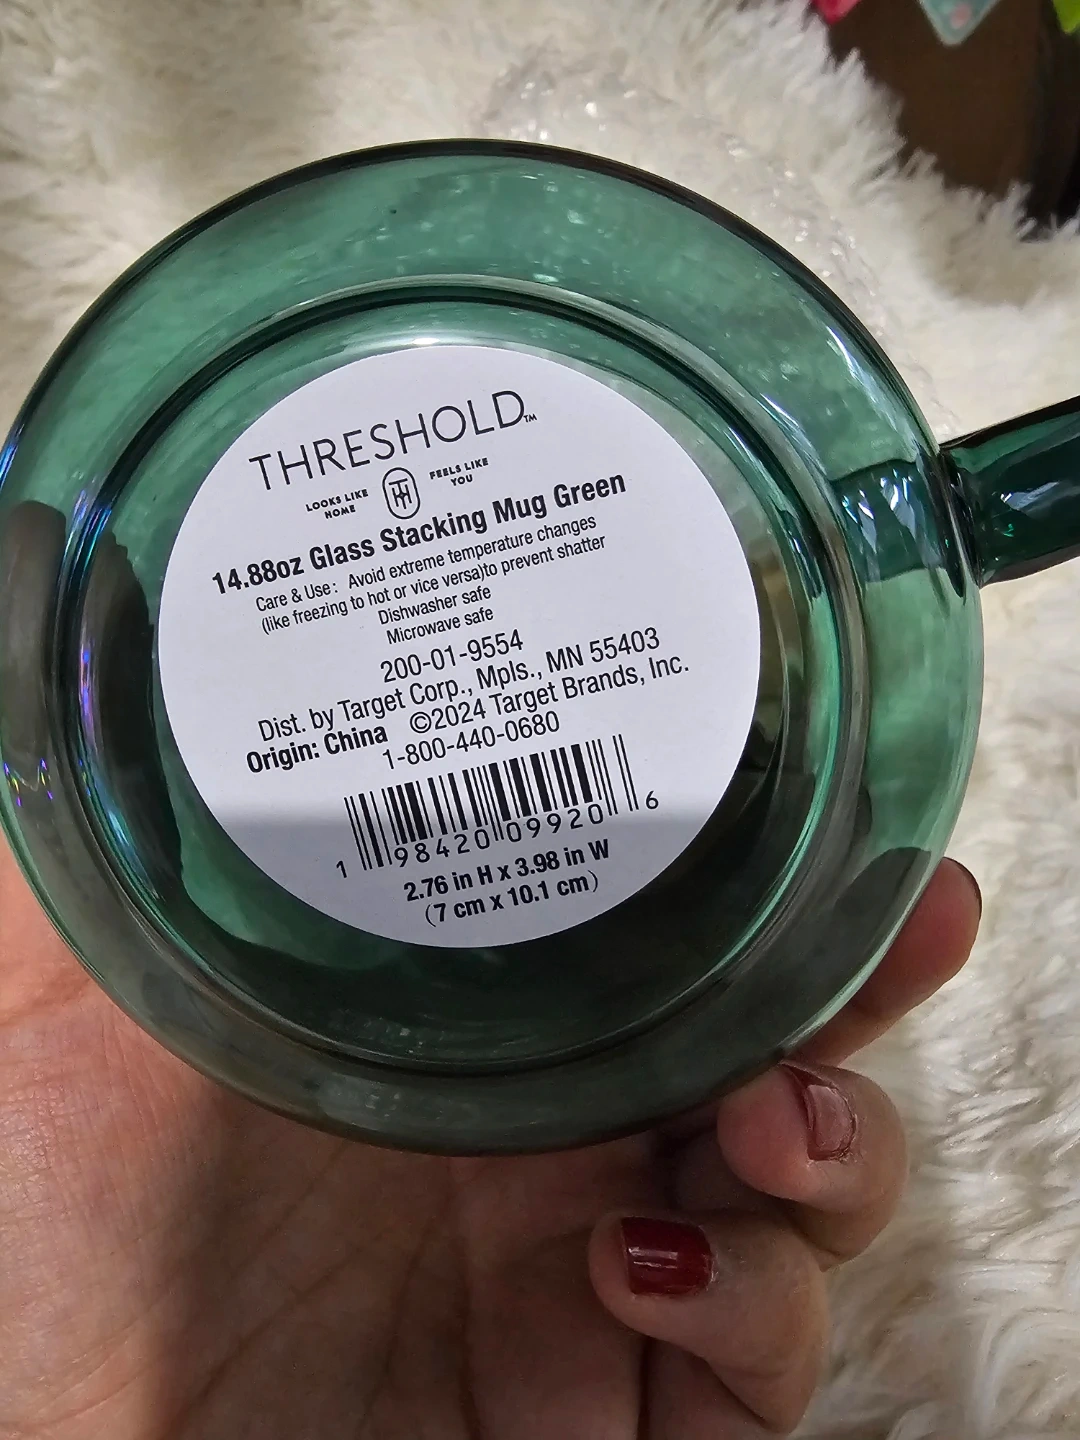 THRESHOLD™
LOOKS LIKE HOME TH FEELS LIKE YOU
14.88oz Glass Stacking Mug Green
Care & Use: Avoid extreme temperature changes
(like freezing to hot or vice versa)to prevent shatter
Dishwasher safe
Microwave safe
200-01-9554
Dist. by Target Corp., Mpls., MN 55403
Origin: China ©2024 Target Brands, Inc.
1-800-440-0680
1 98420 09920 6
2.76 in H x 3.98 in W
(7 cm x 10.1 cm)